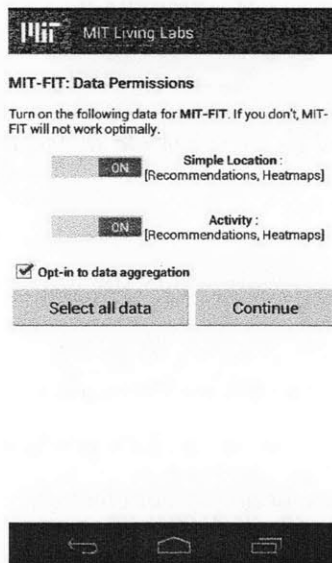 MIT MIT Living Labs
MIT-FIT: Data Permissions
Turn on the following data for MIT-FIT. If you don't, MIT-
FIT will not work optimally.
ON Simple Location :
[Recommendations, Heatmaps]
ON Activity :
[Recommendations, Heatmaps]
Opt-in to data aggregation
Select all data Continue